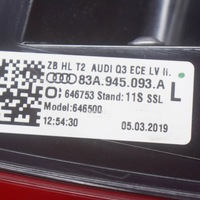 ZB HL T2 AUDI Q3 ECE LV li.
83A.945.093.A L
646753 Stand: 11S SSL
Model:646500
12:54:30 05.03.2019